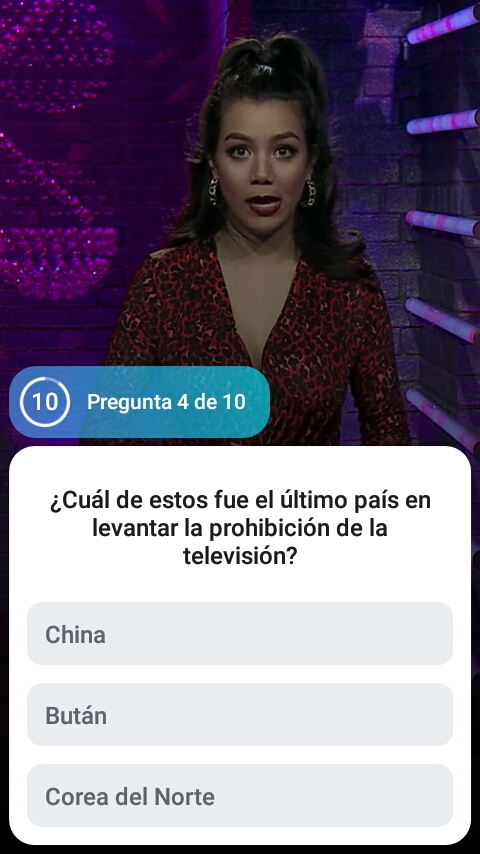 10 Pregunta 4 de 10
¿Cuál de estos fue el último país en
levantar la prohibición de la
televisión?
China
Bután
Corea del Norte